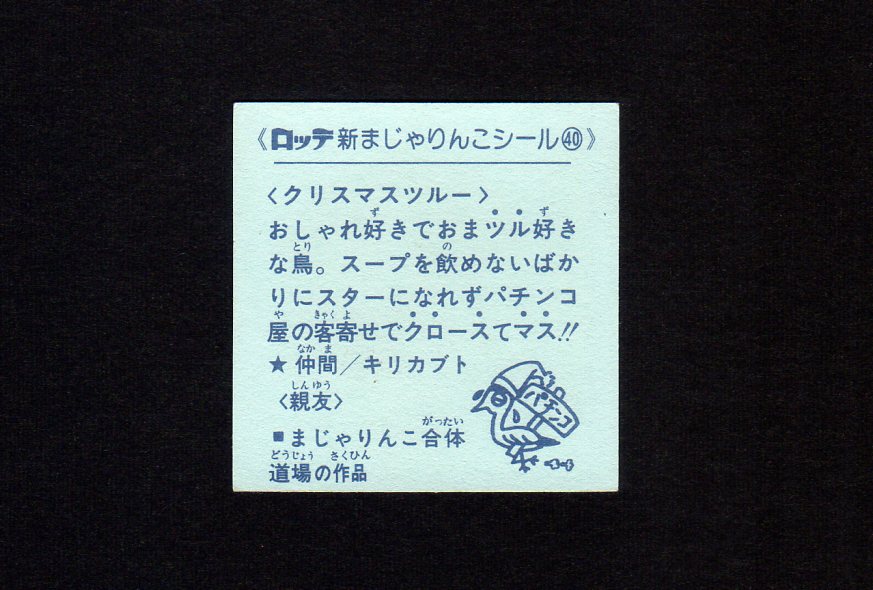 《ロッテ新まじゃりんこシール㊵》
〈クリスマスツルー〉
おしゃれ好きでおまツル好き
な鳥。スープを飲めないばか
りにスターになれずパチンコ
屋の客寄せでクロースてマス!!
★仲間／キリカブト
〈親友〉
■まじゃりんこ合体
道場の作品
パチンコ